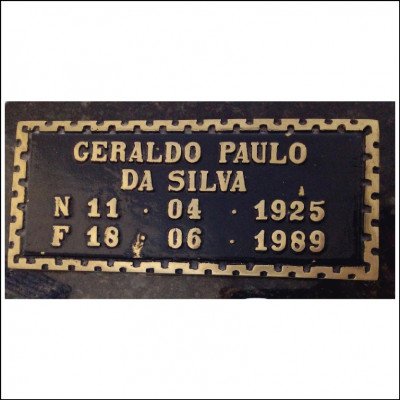 GERALDO PAULO
DA SILVA
N 11 · 04 · 1925
F 18 · 06 · 1989